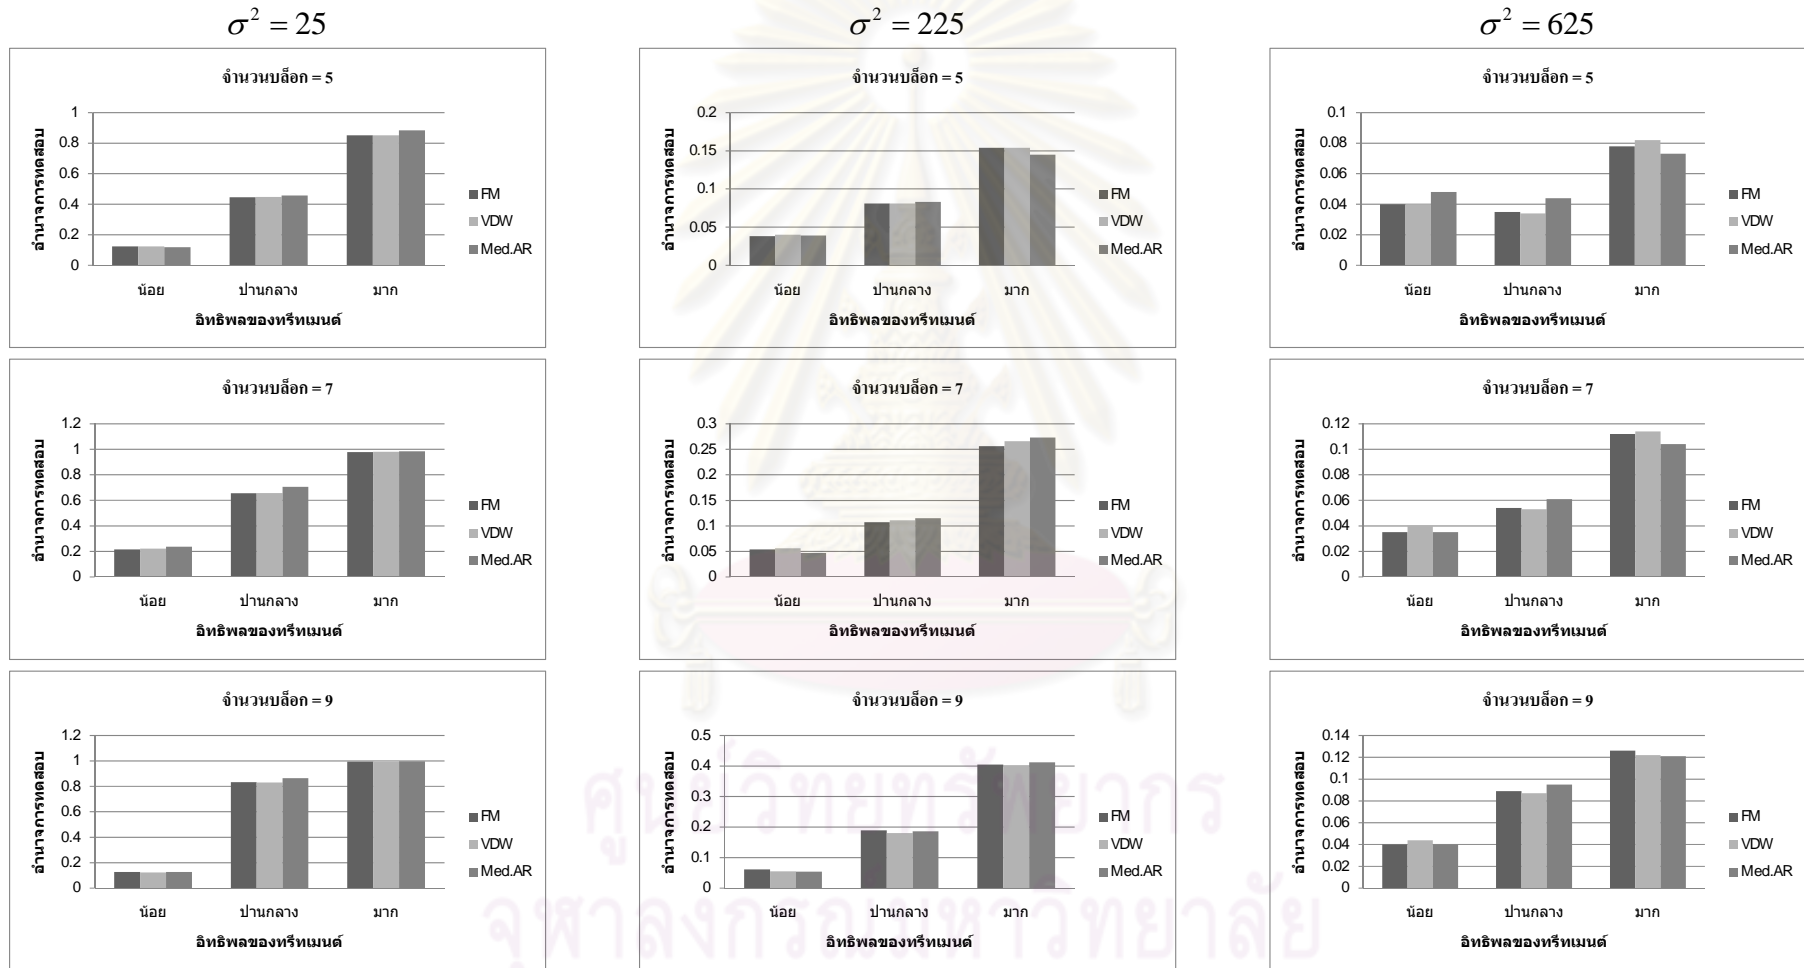 σ² = 25
σ² = 225
σ² = 625
จำนวนบล็อก = 5
อำนาจการทดสอบ
1
0.8
0.6
0.4
0.2
0
น้อย ปานกลาง มาก
อิทธิพลของทรีทเมนต์
FM
VDW
Med.AR
จำนวนบล็อก = 5
อำนาจการทดสอบ
0.2
0.15
0.1
0.05
0
น้อย ปานกลาง มาก
อิทธิพลของทรีทเมนต์
FM
VDW
Med.AR
จำนวนบล็อก = 5
อำนาจการทดสอบ
0.1
0.08
0.06
0.04
0.02
0
น้อย ปานกลาง มาก
อิทธิพลของทรีทเมนต์
FM
VDW
Med.AR
จำนวนบล็อก = 7
อำนาจการทดสอบ
1.2
1
0.8
0.6
0.4
0.2
0
น้อย ปานกลาง มาก
อิทธิพลของทรีทเมนต์
FM
VDW
Med.AR
จำนวนบล็อก = 7
อำนาจการทดสอบ
0.3
0.25
0.2
0.15
0.1
0.05
0
น้อย ปานกลาง มาก
อิทธิพลของทรีทเมนต์
FM
VDW
Med.AR
จำนวนบล็อก = 7
อำนาจการทดสอบ
0.12
0.1
0.08
0.06
0.04
0.02
0
น้อย ปานกลาง มาก
อิทธิพลของทรีทเมนต์
FM
VDW
Med.AR
จำนวนบล็อก = 9
อำนาจการทดสอบ
1.2
1
0.8
0.6
0.4
0.2
0
น้อย ปานกลาง มาก
อิทธิพลของทรีทเมนต์
FM
VDW
Med.AR
จำนวนบล็อก = 9
อำนาจการทดสอบ
0.5
0.4
0.3
0.2
0.1
0
น้อย ปานกลาง มาก
อิทธิพลของทรีทเมนต์
FM
VDW
Med.AR
จำนวนบล็อก = 9
อำนาจการทดสอบ
0.14
0.12
0.1
0.08
0.06
0.04
0.02
0
น้อย ปานกลาง มาก
อิทธิพลของทรีทเมนต์
FM
VDW
Med.AR
ศูนย์วิทยทรัพยากร
จุฬาลงกรณ์มหาวิทยาลัย